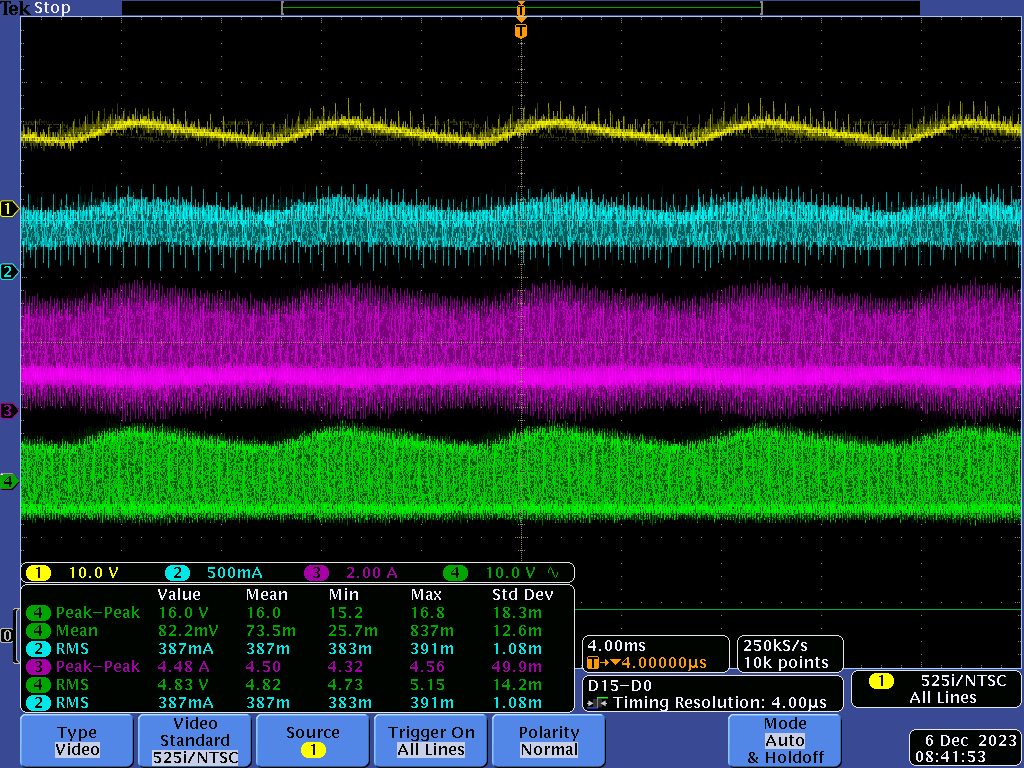 Tek Stop
T
T
1
2
3
4
0
1 10.0 V 2 500mA 3 2.00 A 4 10.0 V ∿
Value Mean Min Max Std Dev
4 Peak-Peak 16.0 V 16.0 15.2 16.8 18.3m
4 Mean 82.2mV 73.5m 25.7m 837m 12.6m
2 RMS 387mA 387m 383m 391m 1.08m
3 Peak-Peak 4.48 A 4.50 4.32 4.56 49.9m
4 RMS 4.83 V 4.82 4.73 5.15 14.2m
2 RMS 387mA 387m 383m 391m 1.08m
4.00ms
T→▼4.00000µs
250kS/s
10k points
D15-D0
Timing Resolution: 4.00µs
1 525i/NTSC
All Lines
Type
Video
Video
Standard
525i/NTSC
Source
1
Trigger On
All Lines
Polarity
Normal
Mode
Auto
& Holdoff
6 Dec 2023
08:41:53